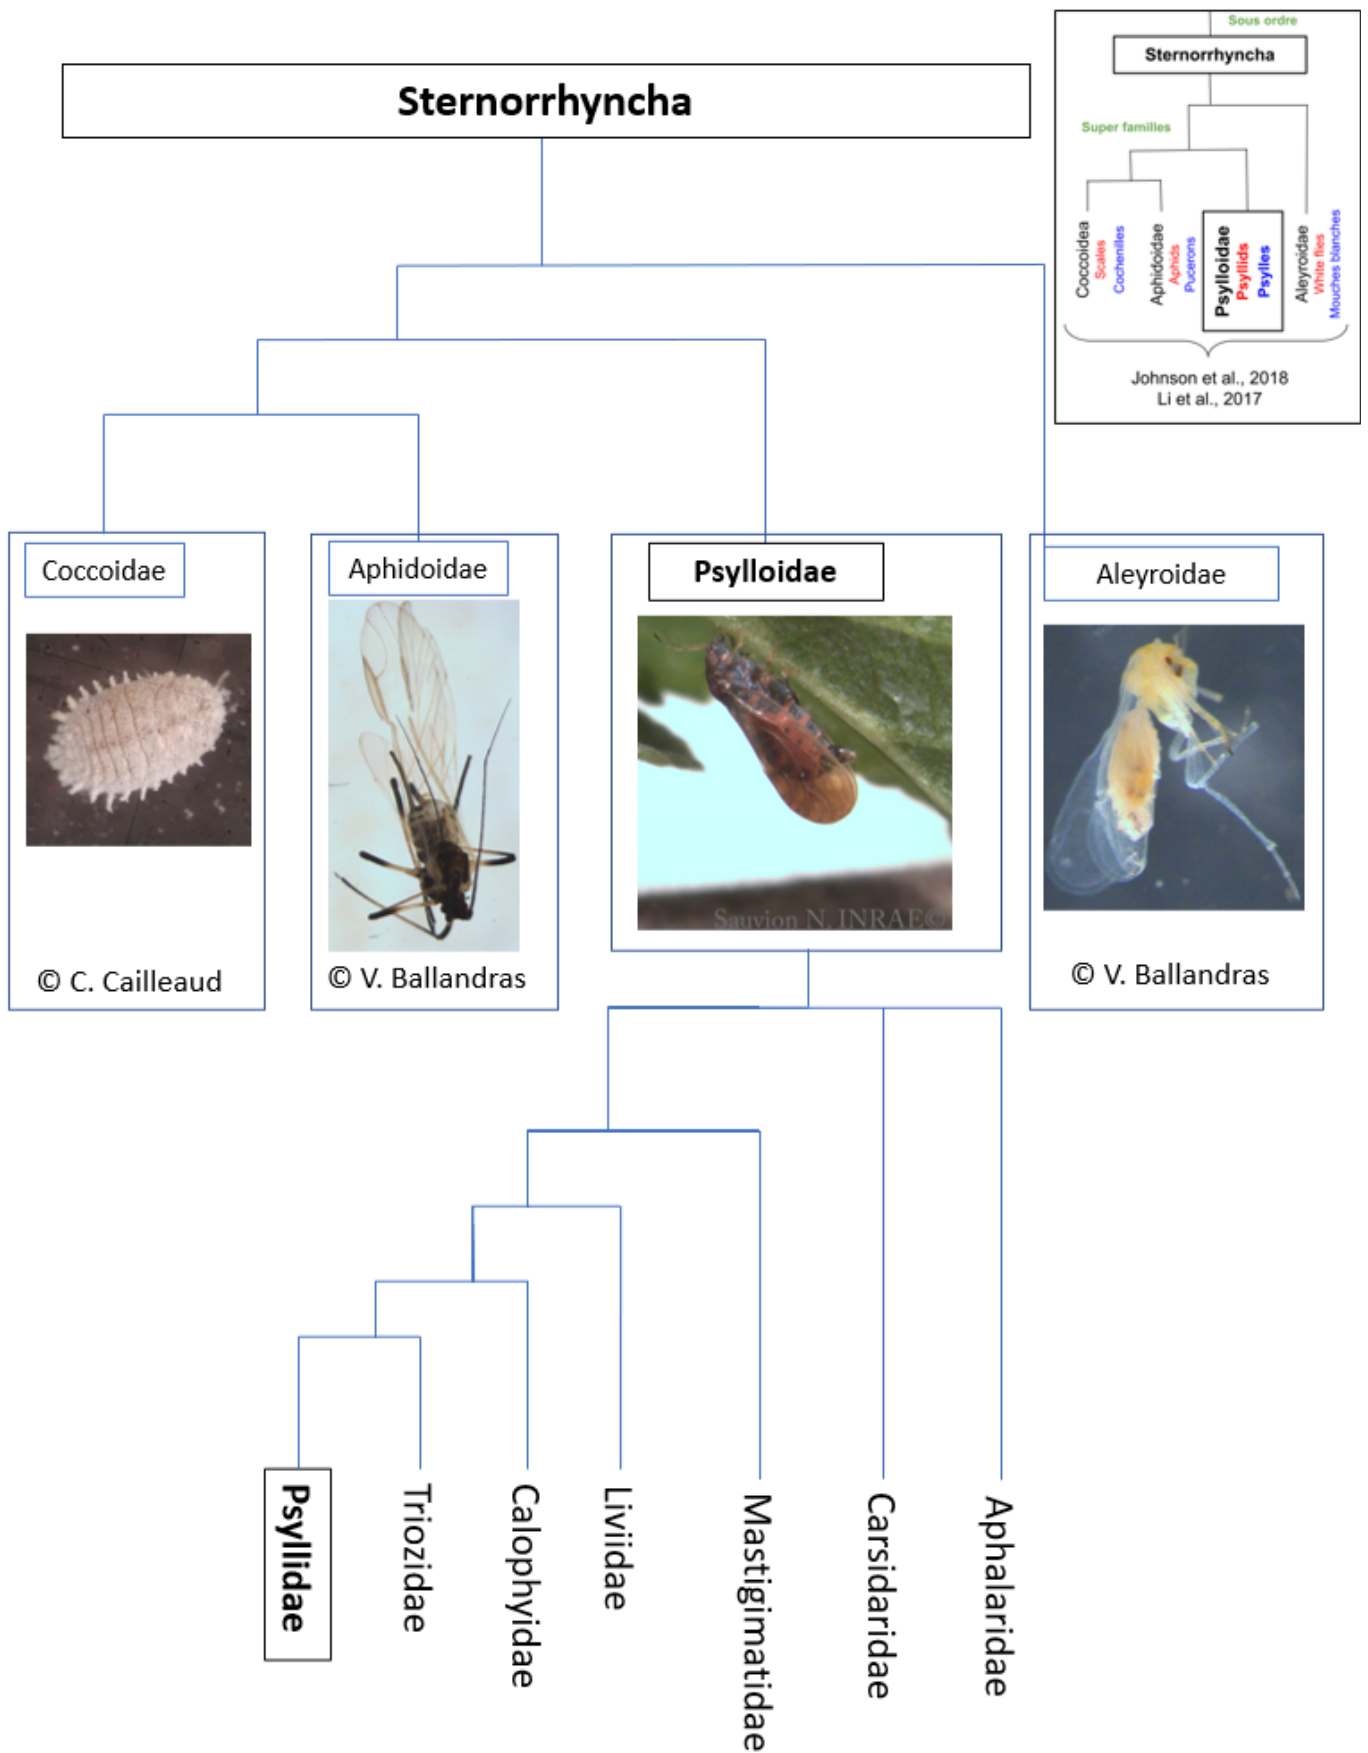 Sous ordre
Sternorrhyncha
Super familles
Coccoidea
Scales
Cochenilles
Aphidoidae
Aphids
Pucerons
Psylloidae
Psyllids
Psylles
Aleyroidae
White flies
Mouches blanches
Johnson et al., 2018
Li et al., 2017
Sternorrhyncha
Coccoidae
Aphidoidae
Psylloidae
Aleyroidae
Sauvion N. INRAE©
© C. Cailleaud
© V. Ballandras
© V. Ballandras
Psyllidae
Triozidae
Calophyidae
Liviidae
Mastigimatidae
Carsidaridae
Aphalaridae